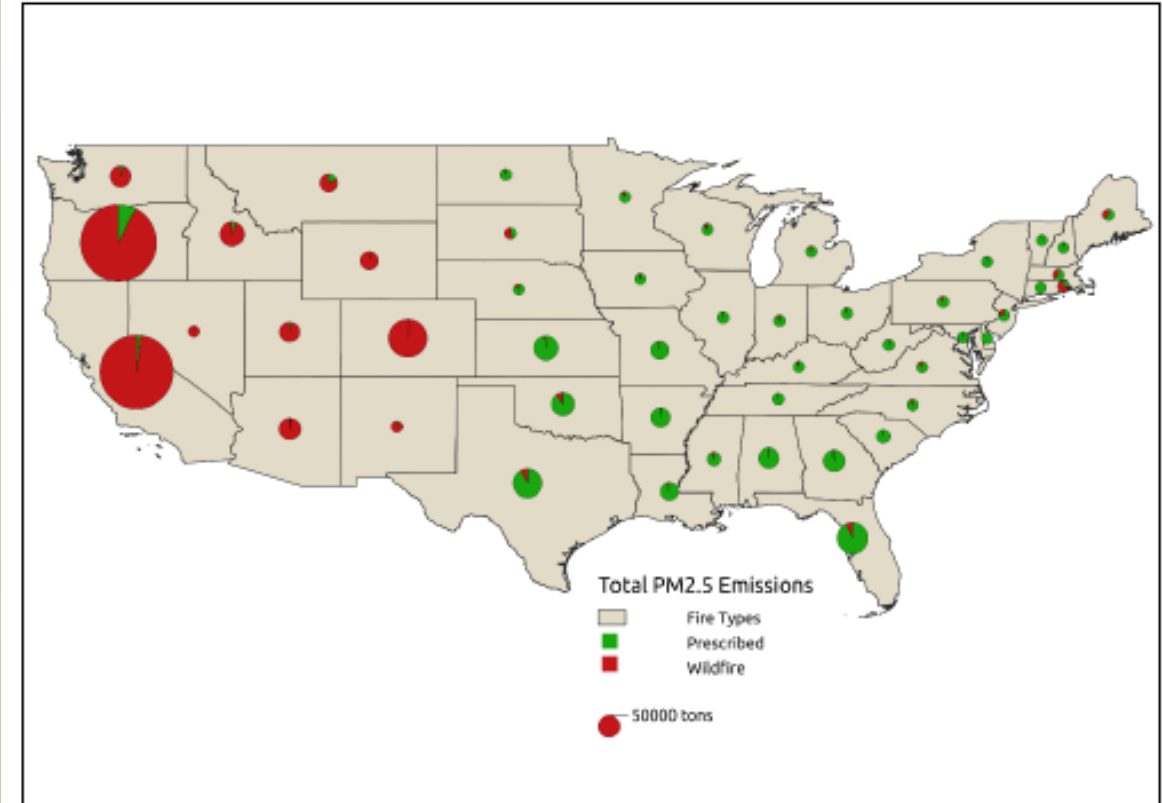 Total PM2.5 Emissions
Fire Types
Prescribed
Wildfire
50000 tons